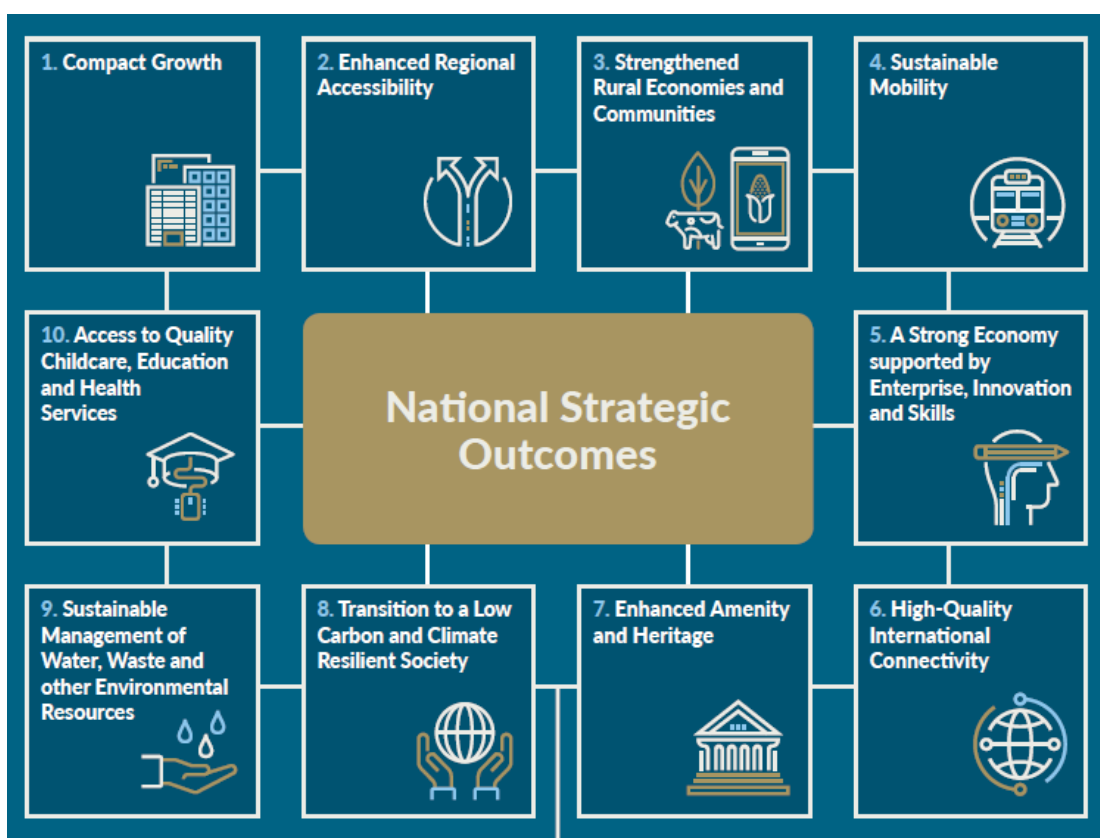 1. Compact Growth
2. Enhanced Regional
Accessibility
3. Strengthened
Rural Economies and
Communities
4. Sustainable
Mobility
10. Access to Quality
Childcare, Education
and Health
Services
National Strategic
Outcomes
5. A Strong Economy
supported by
Enterprise, Innovation
and Skills
9. Sustainable
Management of
Water, Waste and
other Environmental
Resources
8. Transition to a Low
Carbon and Climate
Resilient Society
7. Enhanced Amenity
and Heritage
6. High-Quality
International
Connectivity